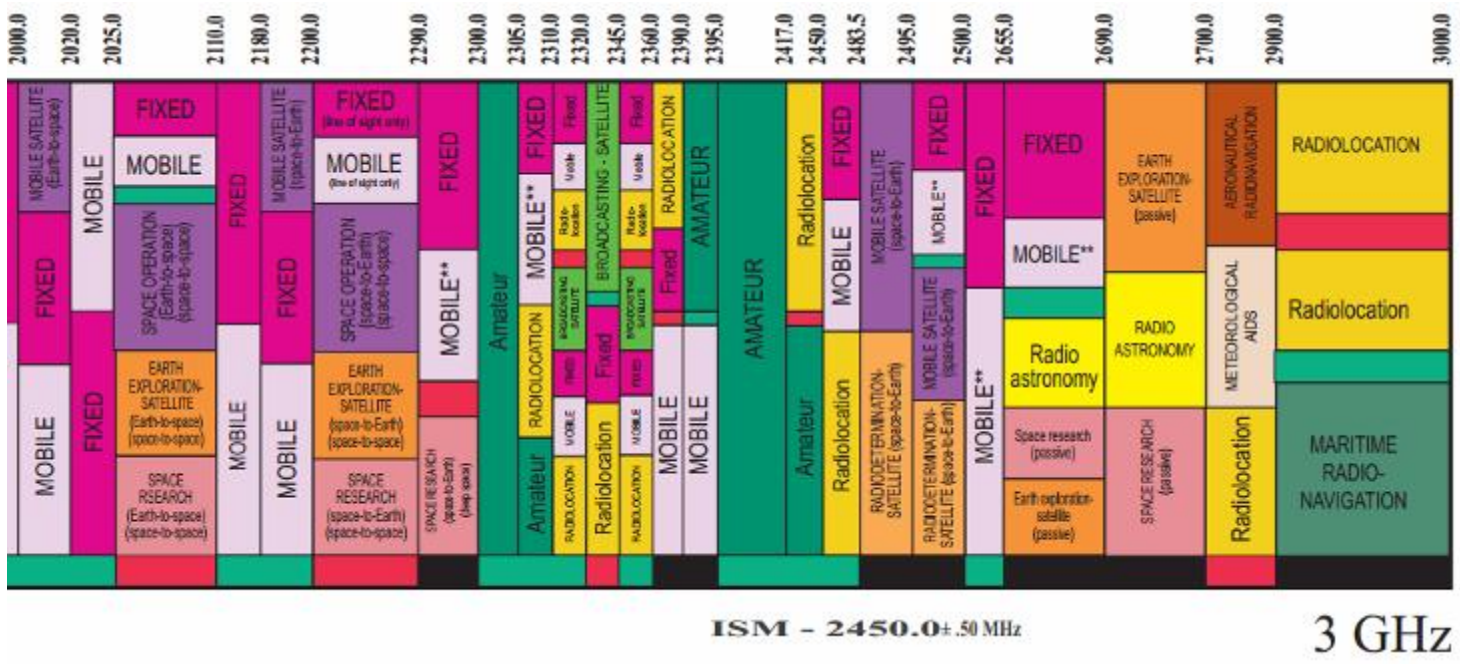 2000.0
2020.0
2025.0
2110.0
2180.0
2200.0
2290.0
2300.0
2305.0
2310.0
2320.0
2345.0
2360.0
2390.0
2395.0
2417.0
2450.0
2483.5
2495.0
2500.0
2655.0
2690.0
2700.0
2900.0
3000.0
MOBILE SATELLITE
(Earth-to-space)
FIXED
MOBILE
MOBILE
FIXED
FIXED
MOBILE
SPACE OPERATION
(Earth-to-space)
(space-to-space)
EARTH
EXPLORATION-
SATELLITE
(Earth-to-space)
(space-to-space)
SPACE
RSEARCH
(Earth-to-space)
(space-to-space)
FIXED
MOBILE
MOBILE SATELLITE
(space-to-Earth)
FIXED
MOBILE
FIXED
(line of sight only)
MOBILE
(line of sight only)
SPACE OPERATION
(space-to-Earth)
(space-to-space)
EARTH
EXPLORATION-
SATELLITE
(space-to-Earth)
(space-to-space)
SPACE
RESEARCH
(space-to-Earth)
(space-to-space)
FIXED
MOBILE**
SPACE RESEARCH
(space-to-Earth)
(deep space)
Amateur
FIXED
MOBILE**
RADIOLOCATION
Amateur
Fixed
Mobile
Radio-
location
BROADCASTING
SATELLITE
FIXED
MOBILE
RADIOLOCATION
BROADCASTING - SATELLITE
Fixed
Radiolocation
Fixed
Mobile
Radio-
location
BROADCASTING
SATELLITE
FIXED
MOBILE
RADIOLOCATION
RADIOLOCATION
Fixed
MOBILE
AMATEUR
MOBILE
AMATEUR
Radiolocation
Amateur
FIXED
MOBILE
Radiolocation
MOBILE SATELLITE
(space-to-Earth)
RADIODETERMINATION-
SATELLITE (space-to-Earth)
FIXED
MOBILE**
MOBILE SATELLITE
(space-to-Earth)
RADIODETERMINATION-
SATELLITE (space-to-Earth)
FIXED
MOBILE**
FIXED
MOBILE**
Radio
astronomy
Space research
(passive)
Earth exploration-
satellite
(passive)
EARTH
EXPLORATION-
SATELLITE
(passive)
RADIO
ASTRONOMY
SPACE RESEARCH
(passive)
AERONAUTICAL
RADIONAVIGATION
METEOROLOGICAL
AIDS
Radiolocation
RADIOLOCATION
Radiolocation
MARITIME
RADIO-
NAVIGATION
ISM – 2450.0± .50 MHz
3 GHz